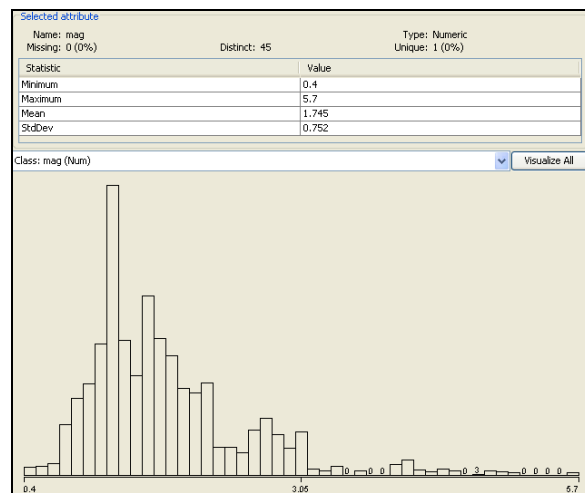 Selected attribute
Name: mag Type: Numeric
Missing: 0 (0%) Distinct: 45 Unique: 1 (0%)
Statistic Value
Minimum 0.4
Maximum 5.7
Mean 1.745
StdDev 0.752
Class: mag (Num) Visualize All
0 0 0 0 3 0 0 0 0
0.4 3.05 5.7